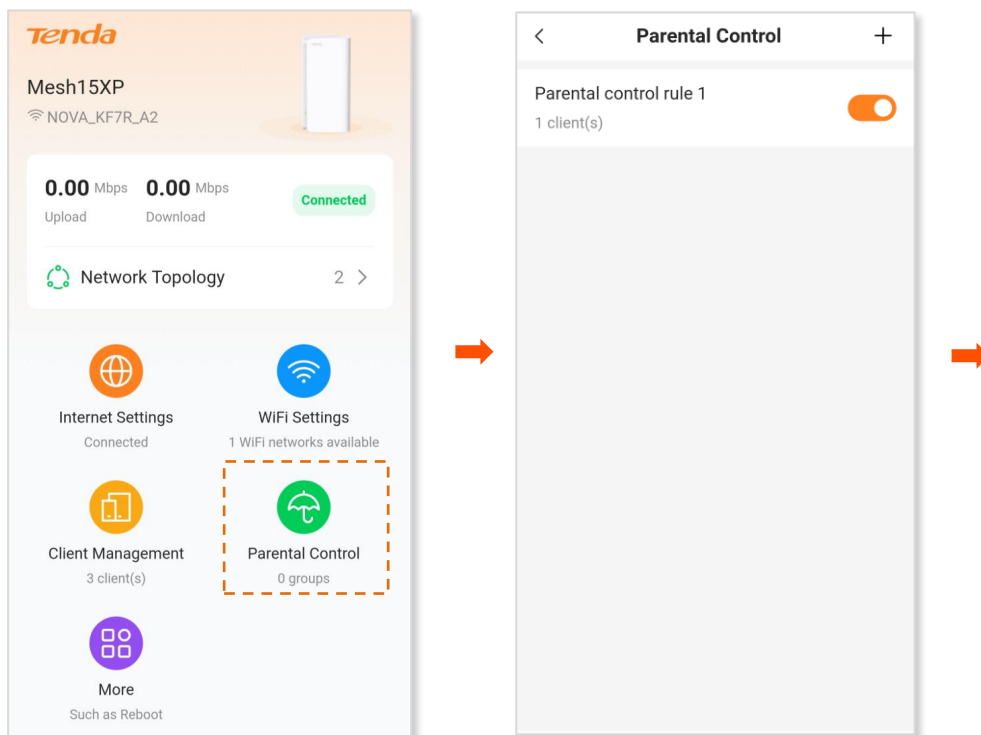 Tenda
Mesh15XP
NOVA_KF7R_A2
0.00 Mbps 0.00 Mbps
Upload Download
Connected
Network Topology 2
Internet Settings
Connected
WiFi Settings
1 WiFi networks available
Client Management
3 client(s)
Parental Control
0 groups
More
Such as Reboot
Parental Control
Parental control rule 1
1 client(s)